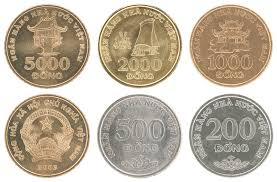 NGÂN HÀNG NHÀ NƯỚC VIỆT NAM
5000
ĐỒNG
NGÂN HÀNG NHÀ NƯỚC VIỆT NAM
2000
ĐỒNG
NGÂN HÀNG NHÀ NƯỚC VIỆT NAM
1000
ĐỒNG
CỘNG HÒA XÃ HỘI CHỦ NGHĨA VIỆT NAM
2003
NGÂN HÀNG NHÀ NƯỚC VIỆT NAM
500
ĐỒNG
NGÂN HÀNG NHÀ NƯỚC VIỆT NAM
200
ĐỒNG